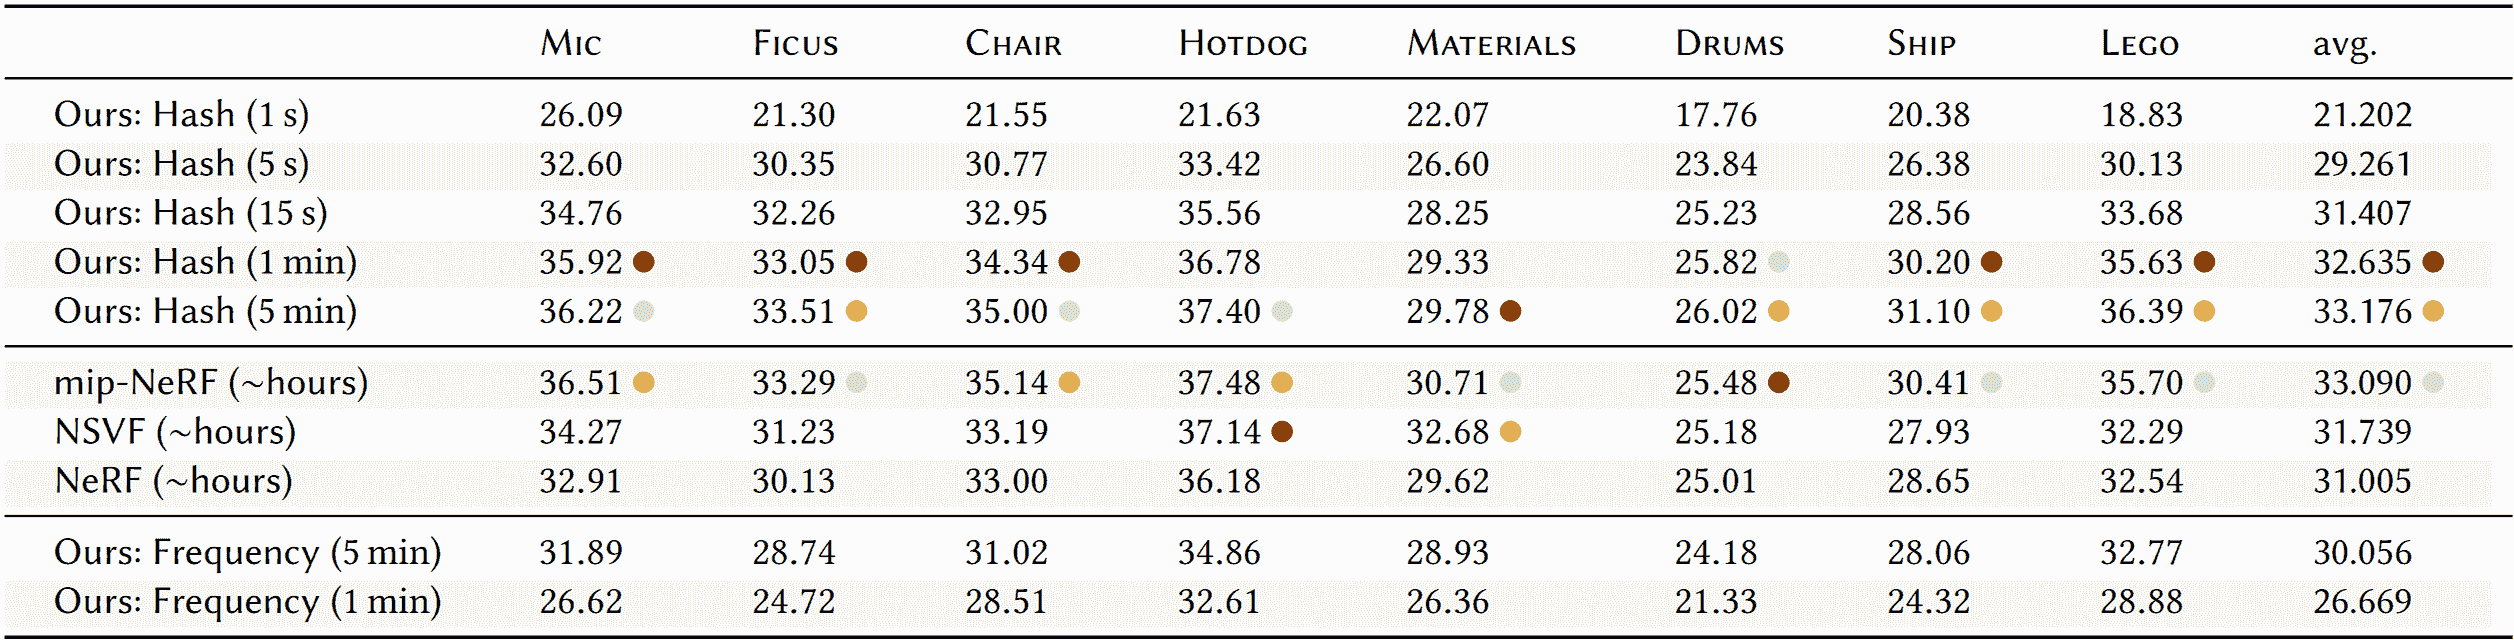 Mic Ficus Chair Hotdog Materials Drums Ship Lego avg.
Ours: Hash (1 s) 26.09 21.30 21.55 21.63 22.07 17.76 20.38 18.83 21.202
Ours: Hash (5 s) 32.60 30.35 30.77 33.42 26.60 23.84 26.38 30.13 29.261
Ours: Hash (15 s) 34.76 32.26 32.95 35.56 28.25 25.23 28.56 33.68 31.407
Ours: Hash (1 min) 35.92 33.05 34.34 36.78 29.33 25.82 30.20 35.63 32.635
Ours: Hash (5 min) 36.22 33.51 35.00 37.40 29.78 26.02 31.10 36.39 33.176
mip-NeRF (~hours) 36.51 33.29 35.14 37.48 30.71 25.48 30.41 35.70 33.090
NSVF (~hours) 34.27 31.23 33.19 37.14 32.68 25.18 27.93 32.29 31.739
NeRF (~hours) 32.91 30.13 33.00 36.18 29.62 25.01 28.65 32.54 31.005
Ours: Frequency (5 min) 31.89 28.74 31.02 34.86 28.93 24.18 28.06 32.77 30.056
Ours: Frequency (1 min) 26.62 24.72 28.51 32.61 26.36 21.33 24.32 28.88 26.669